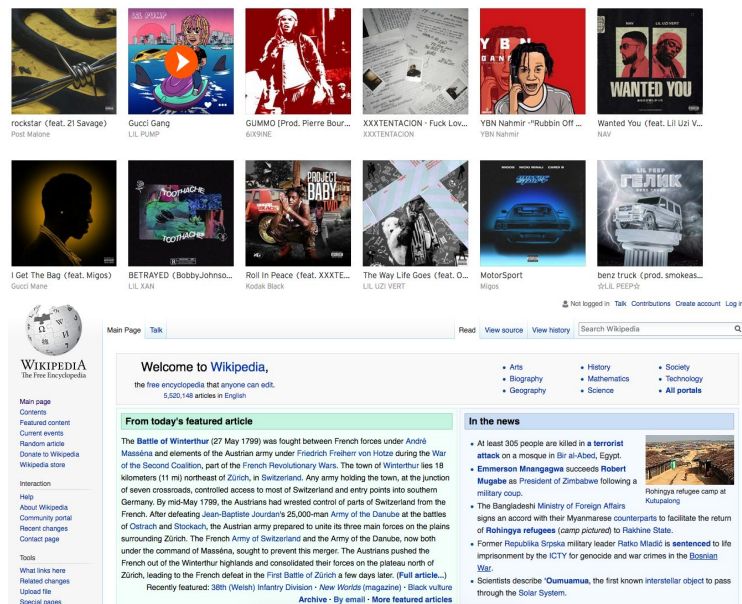 LIL PUMP
YBN
GANG
NAV LIL UZI VERT
WANTED YOU
rockstar (feat. 21 Savage)
Post Malone
Gucci Gang
LIL PUMP
GUMMO [Prod. Pierre Bour...
6IX9INE
XXXTENTACION · Fuck Lov...
XXXTENTACION
YBN Nahmir -"Rubbin Off ...
YBN Nahmir
Wanted You (feat. Lil Uzi V...
NAV
TOOTHACHE
TOOTHACHE
PROJECT
BABY
TWO
MIGOS NICKI MINAJ CARDI B
LIL PEEP
ГЕЛИК
I Get The Bag (feat. Migos)
Gucci Mane
BETRAYED (BobbyJohnso...
LIL XAN
Roll In Peace (feat. XXXTE...
Kodak Black
The Way Life Goes (feat. O...
LIL UZI VERT
MotorSport
Migos
benz truck (prod. smokeas...
☆LIL PEEP☆
Not logged in Talk Contributions Create account Log in
Main Page Talk
Read View source View history Search Wikipedia
WIKIPEDIA
The Free Encyclopedia
Main page
Contents
Featured content
Current events
Random article
Donate to Wikipedia
Wikipedia store
Interaction
Help
About Wikipedia
Community portal
Recent changes
Contact page
Tools
What links here
Related changes
Upload file
Special pages
Welcome to Wikipedia,
the free encyclopedia that anyone can edit.
5,520,148 articles in English
• Arts
• Biography
• Geography
• History
• Mathematics
• Science
• Society
• Technology
• All portals
From today's featured article
The Battle of Winterthur (27 May 1799) was fought between French forces under André
Masséna and elements of the Austrian army under Friedrich Freiherr von Hotze during the War
of the Second Coalition, part of the French Revolutionary Wars. The town of Winterthur lies 18
kilometers (11 mi) northeast of Zürich, in Switzerland. Any army holding the town, at the junction
of seven crossroads, controlled access to most of Switzerland and entry points into southern
Germany. By mid-May 1799, the Austrians had wrested control of parts of Switzerland from the
French. After defeating Jean-Baptiste Jourdan's 25,000-man Army of the Danube at the battles
of Ostrach and Stockach, the Austrian army prepared to unite its three main forces on the plains
surrounding Zürich. The French Army of Switzerland and the Army of the Danube, now both
under the command of Masséna, sought to prevent this merger. The Austrians pushed the
French out of the Winterthur highlands and consolidated their forces on the plateau north of
Zürich, leading to the French defeat in the First Battle of Zürich a few days later. (Full article...)
Recently featured: 38th (Welsh) Infantry Division · New Worlds (magazine) · Black vulture
Archive · By email · More featured articles
In the news
• At least 305 people are killed in a terrorist
attack on a mosque in Bir al-Abed, Egypt.
• Emmerson Mnangagwa succeeds Robert
Mugabe as President of Zimbabwe following a
military coup.
• The Bangladeshi Ministry of Foreign Affairs
signs an accord with their Myanmarese counterparts to facilitate the return
of Rohingya refugees (camp pictured) to Rakhine State.
• Former Republika Srpska military leader Ratko Mladić is sentenced to life
imprisonment by the ICTY for genocide and war crimes in the Bosnian
War.
• Scientists describe ʻOumuamua, the first known interstellar object to pass
through the Solar System.
Rohingya refugee camp at
Kutupalong